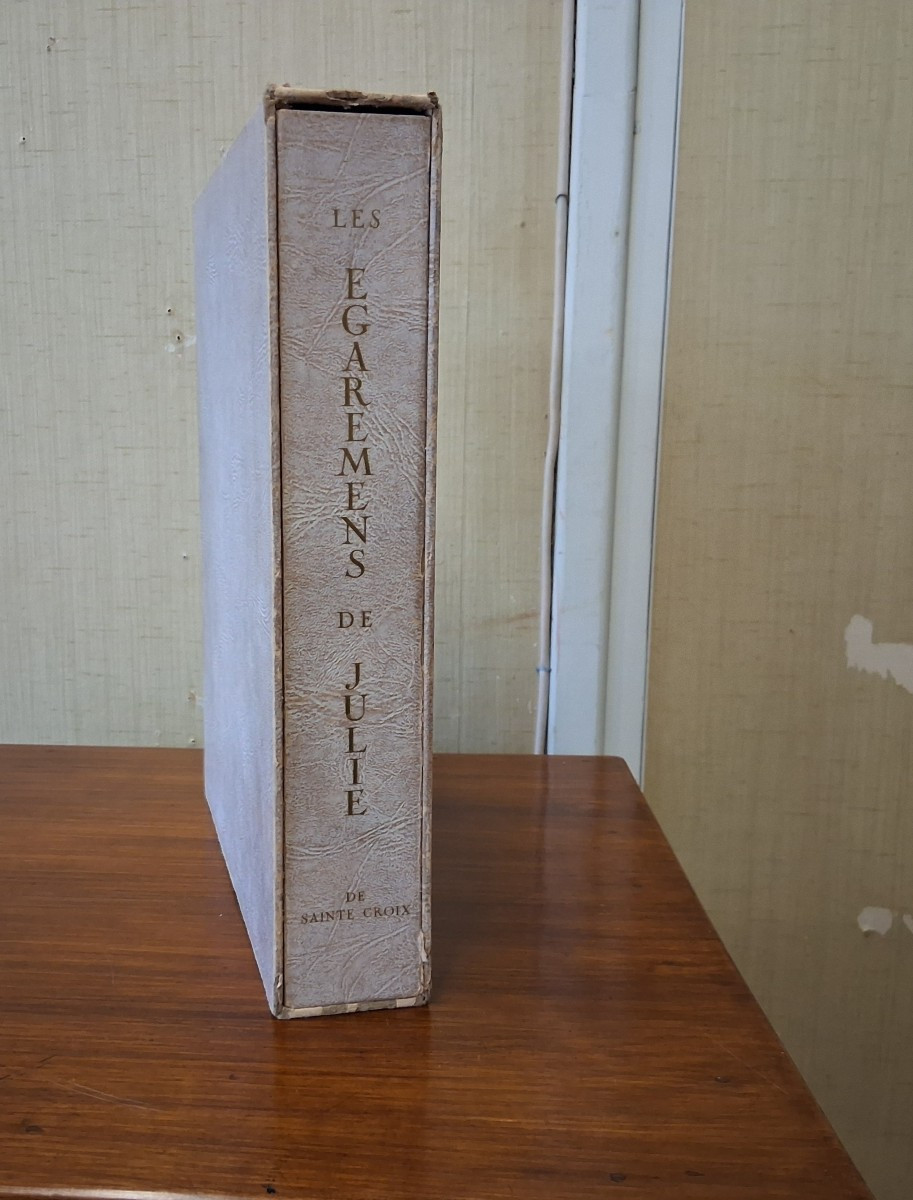 LES
EGAREMENS
DE
JULIE
DE
SAINTE CROIX